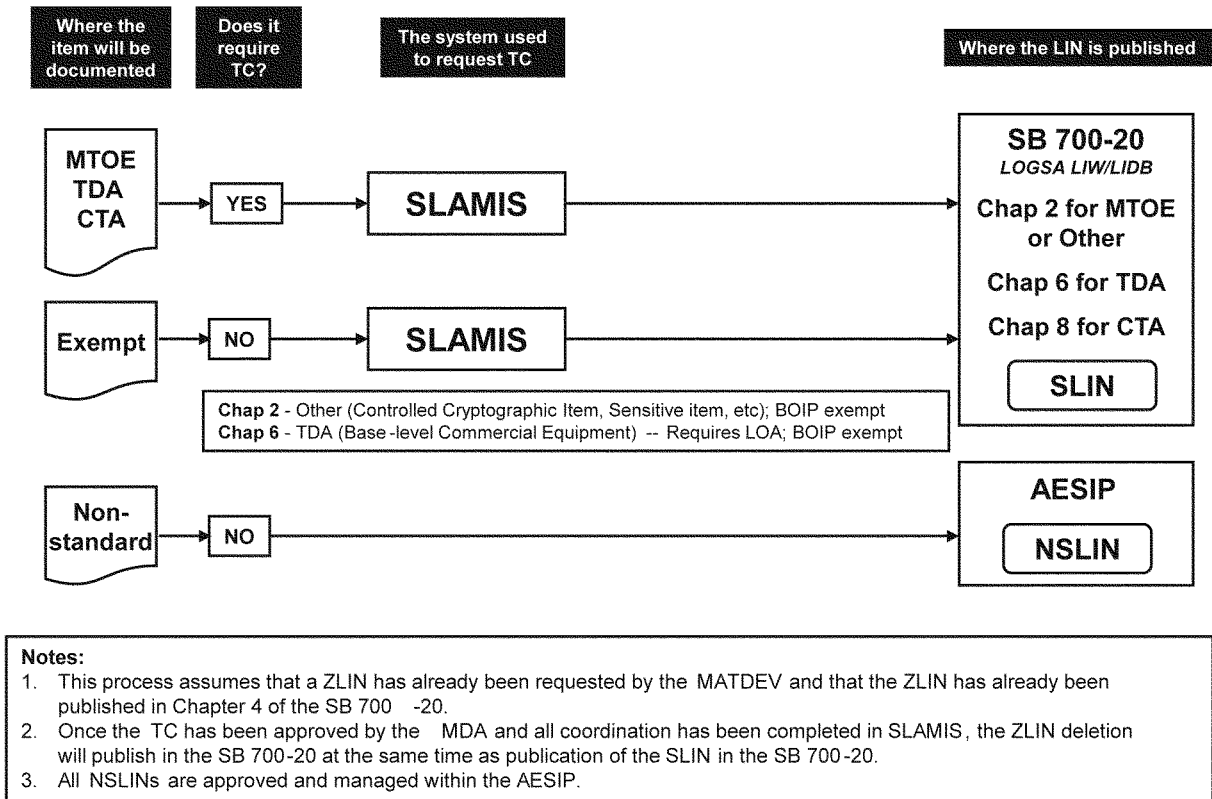 Where the
item will be
documented
Does it
require
TC?
The system used
to request TC
Where the LIN is published
MTOE
TDA
CTA
YES
SLAMIS
SB 700-20
LOGSA LIW/LIDB
Chap 2 for MTOE
or Other
Chap 6 for TDA
Chap 8 for CTA
SLIN
Exempt
NO
SLAMIS
Chap 2 - Other (Controlled Cryptographic Item, Sensitive item, etc); BOIP exempt
Chap 6 - TDA (Base-level Commercial Equipment) -- Requires LOA; BOIP exempt
Non-
standard
NO
AESIP
NSLIN
Notes:
1. This process assumes that a ZLIN has already been requested by the MATDEV and that the ZLIN has already been
published in Chapter 4 of the SB 700 -20.
2. Once the TC has been approved by the MDA and all coordination has been completed in SLAMIS, the ZLIN deletion
will publish in the SB 700-20 at the same time as publication of the SLIN in the SB 700-20.
3. All NSLINs are approved and managed within the AESIP.